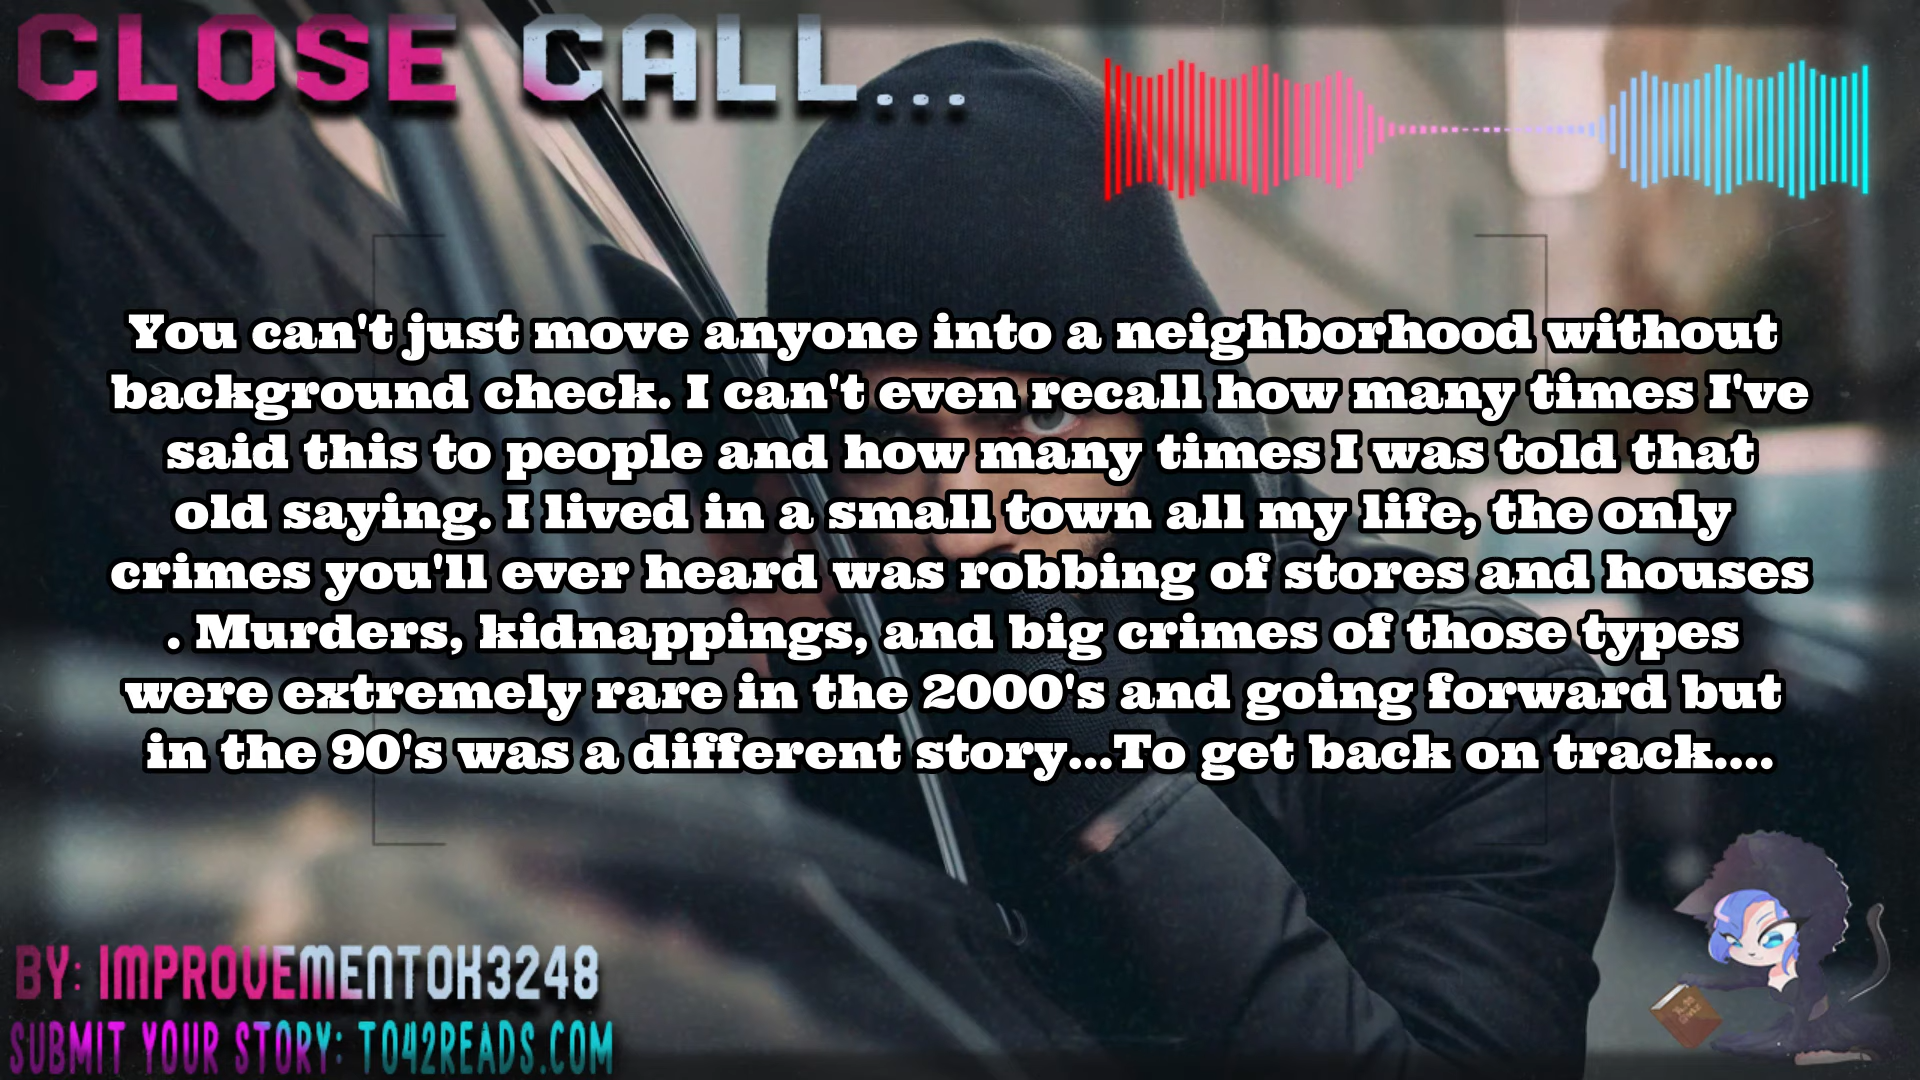 CLOSE CALL...
You can't just move anyone into a neighborhood without
background check. I can't even recall how many times I've
said this to people and how many times I was told that
old saying. I lived in a small town all my life, the only
crimes you'll ever heard was robbing of stores and houses
. Murders, kidnappings, and big crimes of those types
were extremely rare in the 2000's and going forward but
in the 90's was a different story...To get back on track....
BY: IMPROVEMENTOK3248
SUBMIT YOUR STORY: TO42READS.COM